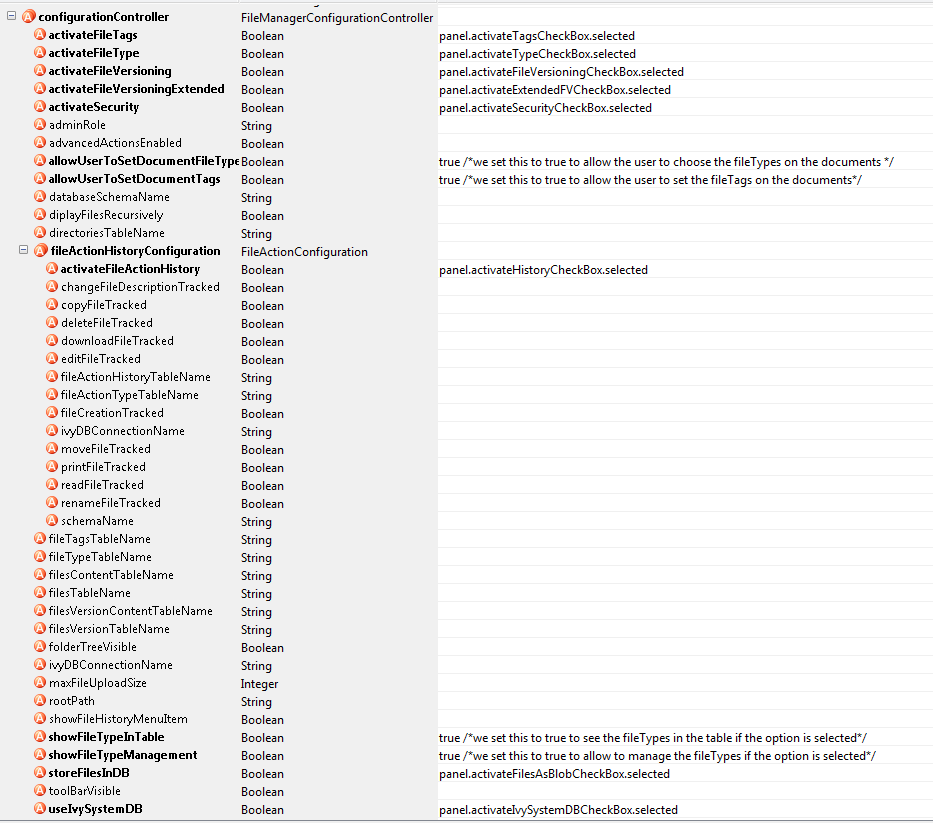 configurationController FileManagerConfigurationController
activateFileTags Boolean panel.activateTagsCheckBox.selected
activateFileType Boolean panel.activateTypeCheckBox.selected
activateFileVersioning Boolean panel.activateFileVersioningCheckBox.selected
activateFileVersioningExtended Boolean panel.activateExtendedFVCheckBox.selected
activateSecurity Boolean panel.activateSecurityCheckBox.selected
adminRole String
advancedActionsEnabled Boolean
allowUserToSetDocumentFileType Boolean true /*we set this to true to allow the user to choose the fileTypes on the documents */
allowUserToSetDocumentTags Boolean true /*we set this to true to allow the user to set the fileTags on the documents*/
databaseSchemaName String
diplayFilesRecursively Boolean
directoriesTableName String
fileActionHistoryConfiguration FileActionConfiguration
activateFileActionHistory Boolean panel.activateHistoryCheckBox.selected
changeFileDescriptionTracked Boolean
copyFileTracked Boolean
deleteFileTracked Boolean
downloadFileTracked Boolean
editFileTracked Boolean
fileActionHistoryTableName String
fileActionTypeTableName String
fileCreationTracked Boolean
ivyDBConnectionName String
moveFileTracked Boolean
printFileTracked Boolean
readFileTracked Boolean
renameFileTracked Boolean
schemaName String
fileTagsTableName String
fileTypeTableName String
filesContentTableName String
filesTableName String
filesVersionContentTableName String
filesVersionTableName String
folderTreeVisible Boolean
ivyDBConnectionName String
maxFileUploadSize Integer
rootPath String
showFileHistoryMenuItem Boolean
showFileTypeInTable Boolean true /*we set this to true to see the fileTypes in the table if the option is selected*/
showFileTypeManagement Boolean true /*we set this to true to allow to manage the fileTypes if the option is selected*/
storeFilesInDB Boolean panel.activateFilesAsBlobCheckBox.selected
toolBarVisible Boolean
useIvySystemDB Boolean panel.activateIvySystemDBCheckBox.selected